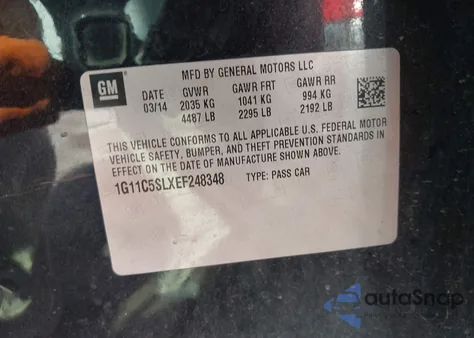 MFD BY GENERAL MOTORS LLC
GM
DATE GVWR GAWR FRT GAWR RR
03/14 2035 KG 1041 KG 994 KG
4487 LB 2295 LB 2192 LB
THIS VEHICLE CONFORMS TO ALL APPLICABLE U.S. FEDERAL MOTOR
VEHICLE SAFETY, BUMPER, AND THEFT PREVENTION STANDARDS IN
EFFECT ON THE DATE OF MANUFACTURE SHOWN ABOVE.
1G11C5SLXEF248348 TYPE: PASS CAR
autoSnap